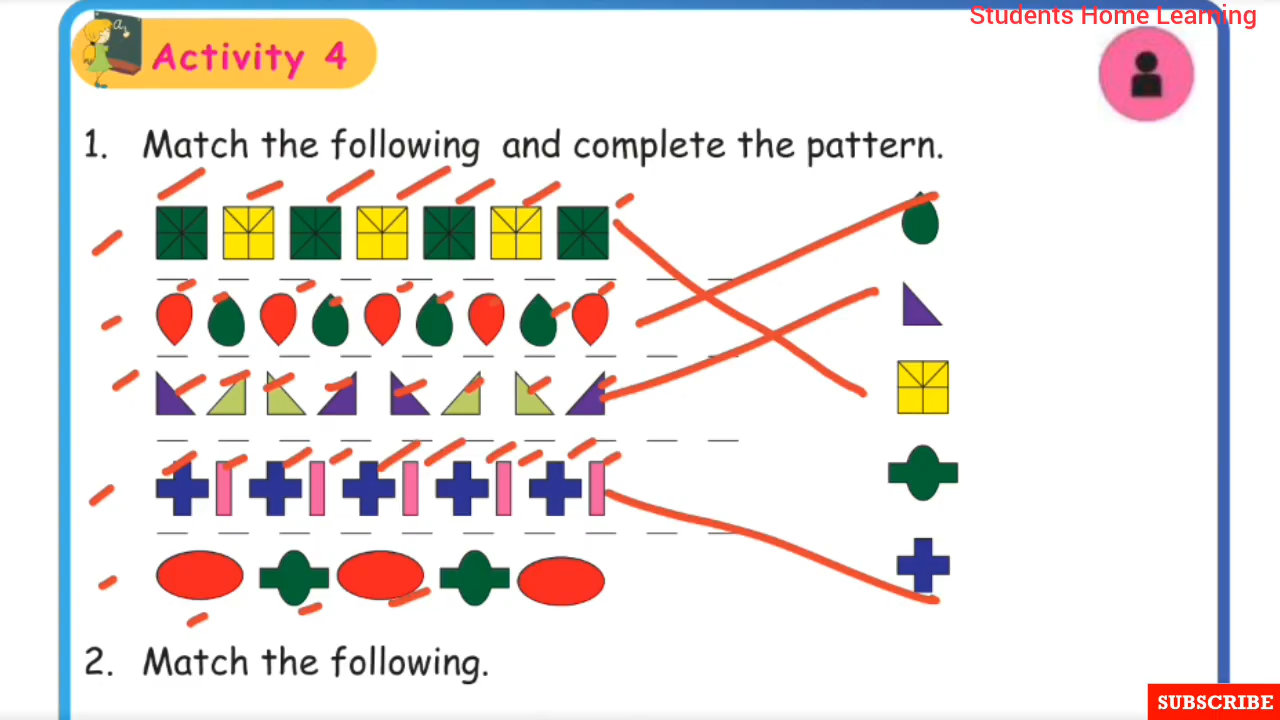 Students Home Learning
Activity 4
1. Match the following and complete the pattern.
2. Match the following.
SUBSCRIBE